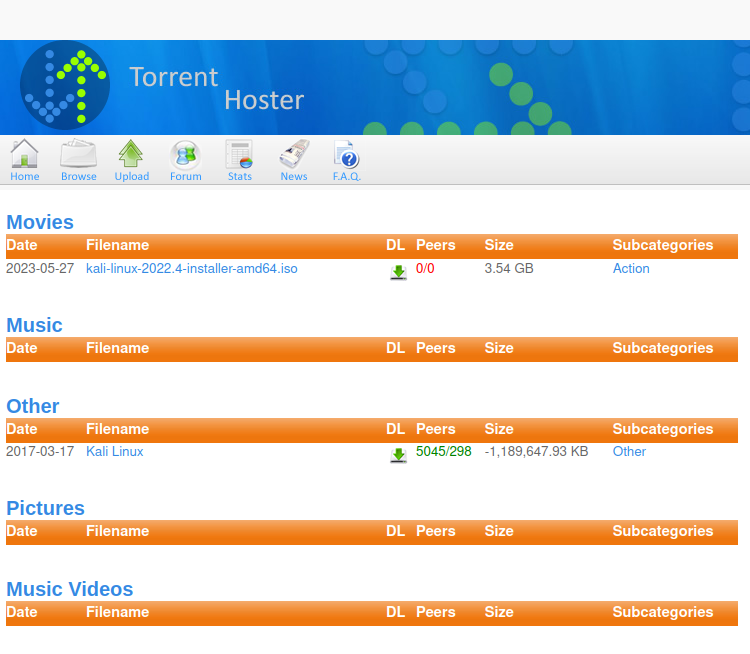 Torrent
Hoster
Home Browse Upload Forum Stats News F.A.Q.
Movies
Date Filename DL Peers Size Subcategories
2023-05-27 kali-linux-2022.4-installer-amd64.iso 0/0 3.54 GB Action
Music
Date Filename DL Peers Size Subcategories
Other
Date Filename DL Peers Size Subcategories
2017-03-17 Kali Linux 5045/298 -1,189,647.93 KB Other
Pictures
Date Filename DL Peers Size Subcategories
Music Videos
Date Filename DL Peers Size Subcategories